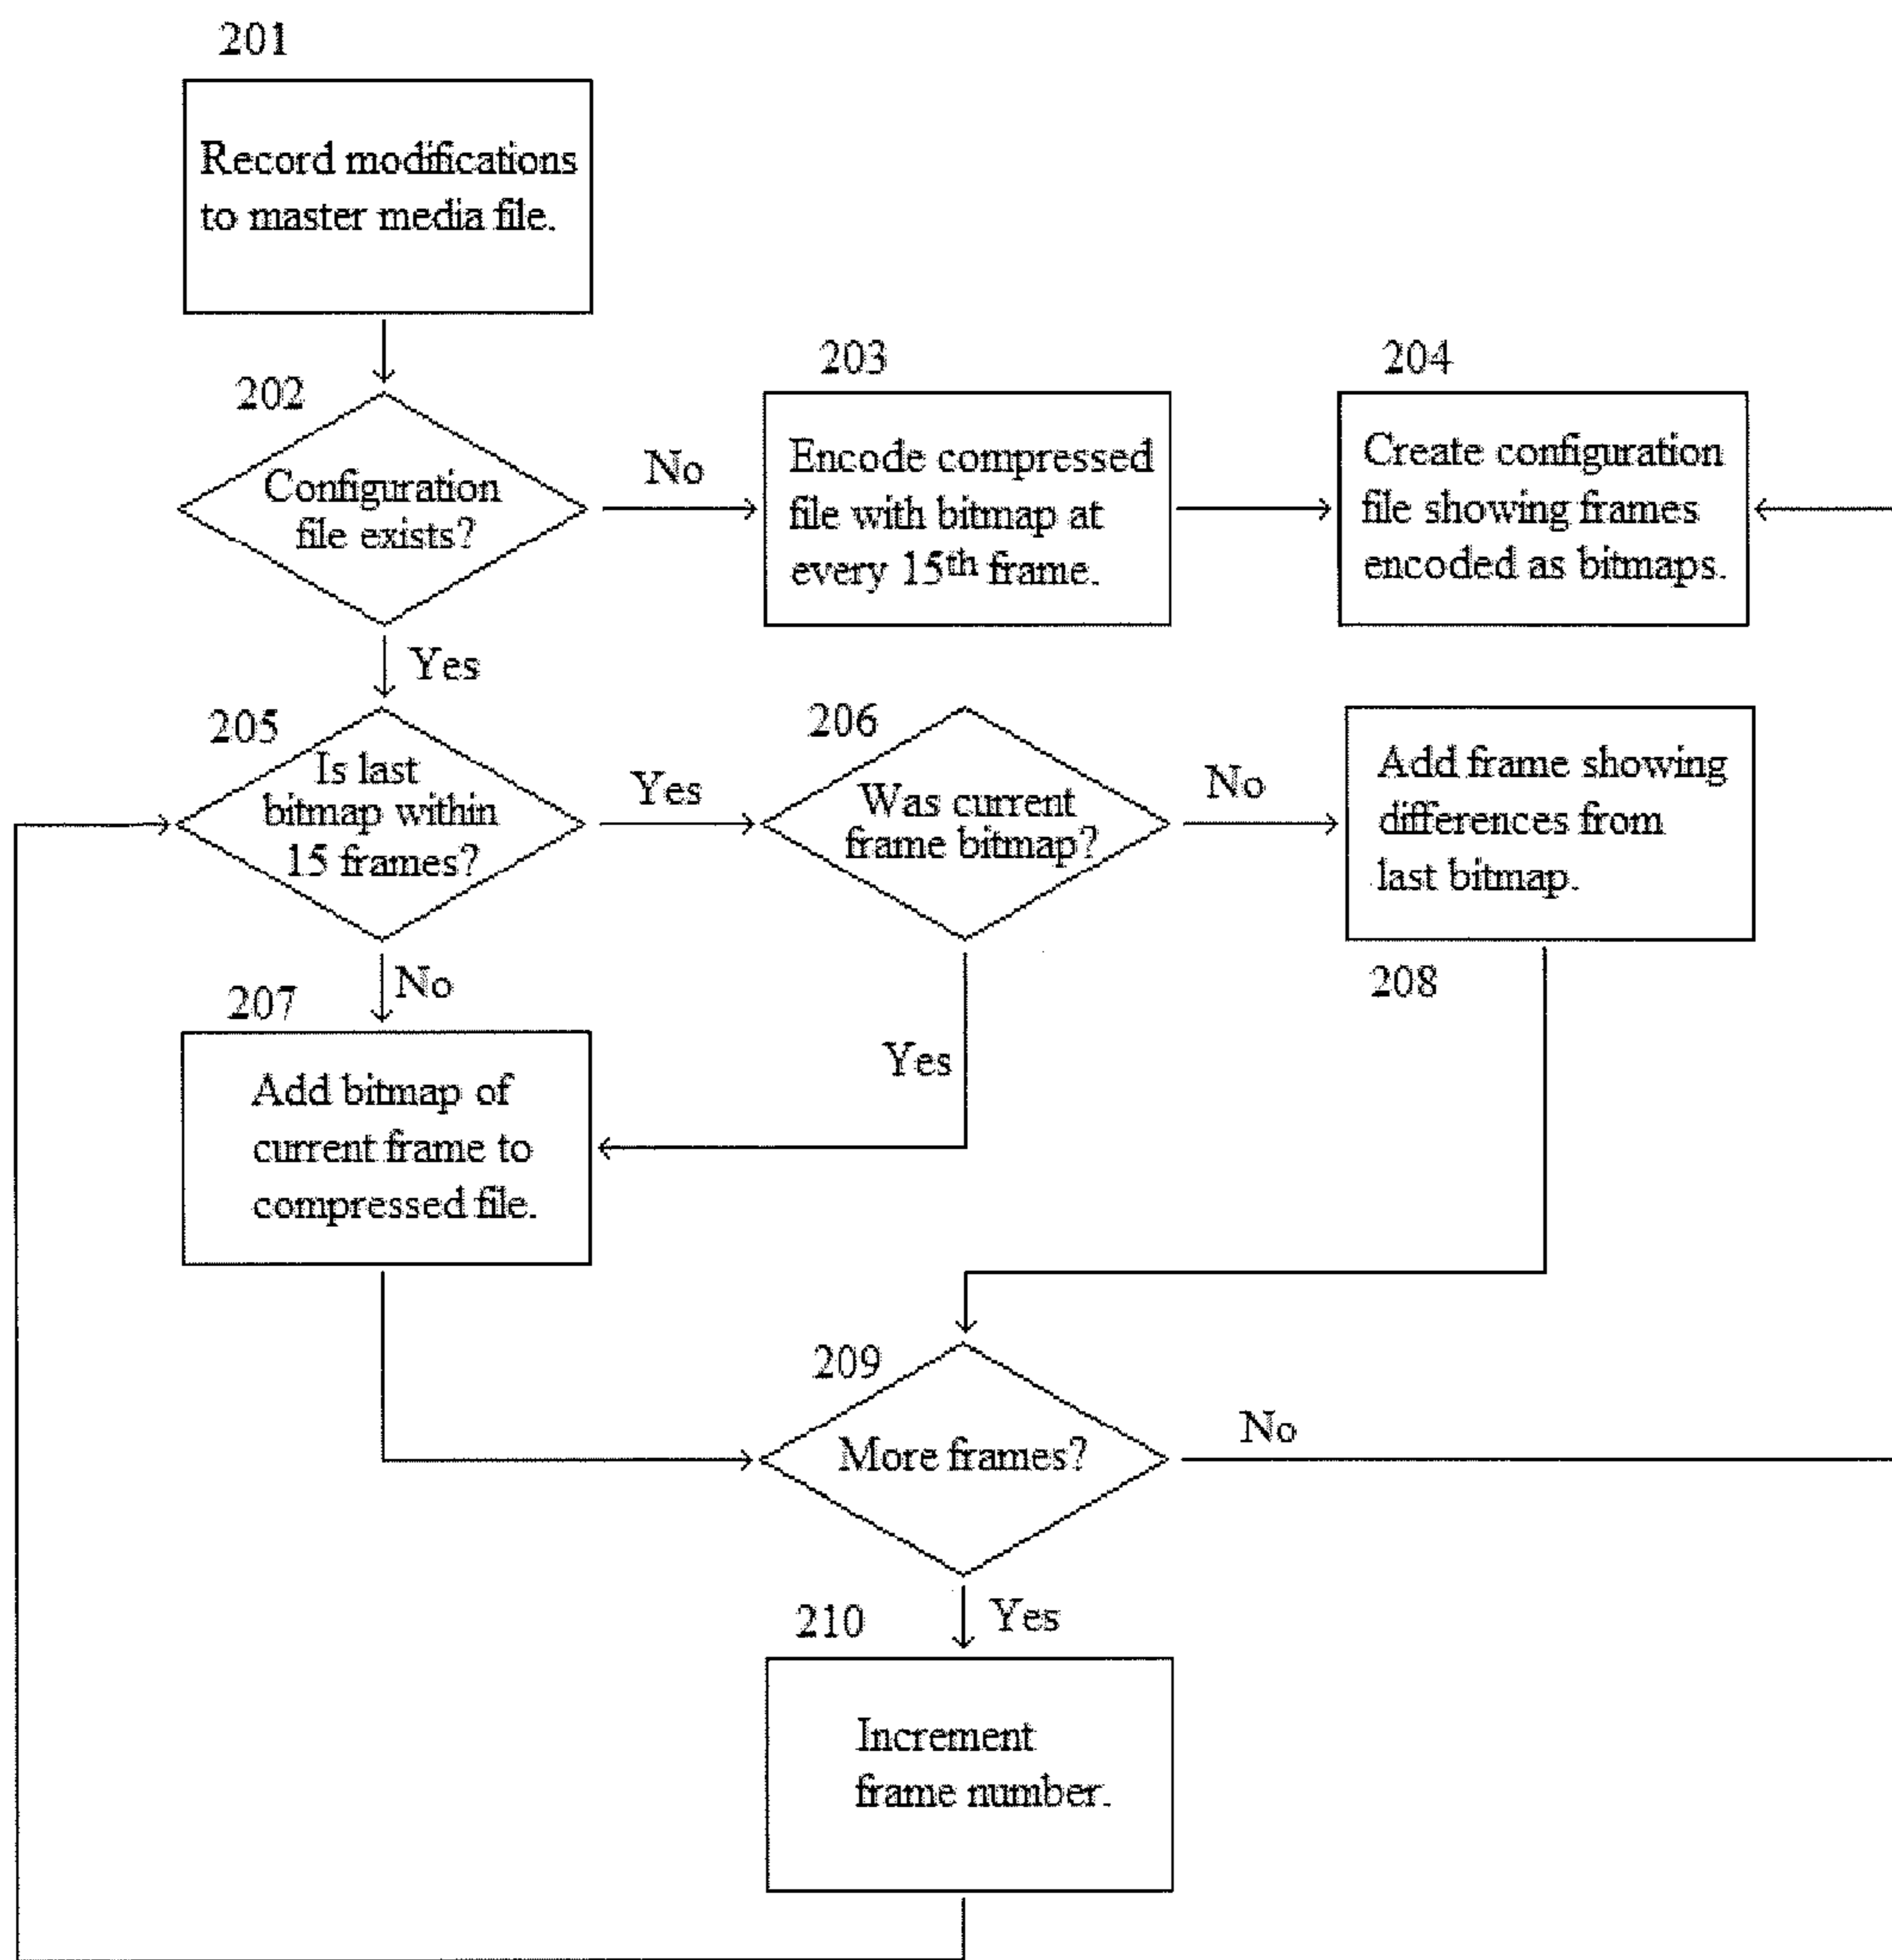 201
Record modifications
to master media file.
202
Configuration
file exists?
No
203
Encode compressed
file with bitmap at
every 15th frame.
204
Create configuration
file showing frames
encoded as bitmaps.
Yes
205
Is last
bitmap within
15 frames?
Yes
206
Was current
frame bitmap?
No
Add frame showing
differences from
last bitmap.
208
No
207
Add bitmap of
current frame to
compressed file.
Yes
209
More frames?
No
Yes
210
Increment
frame number.